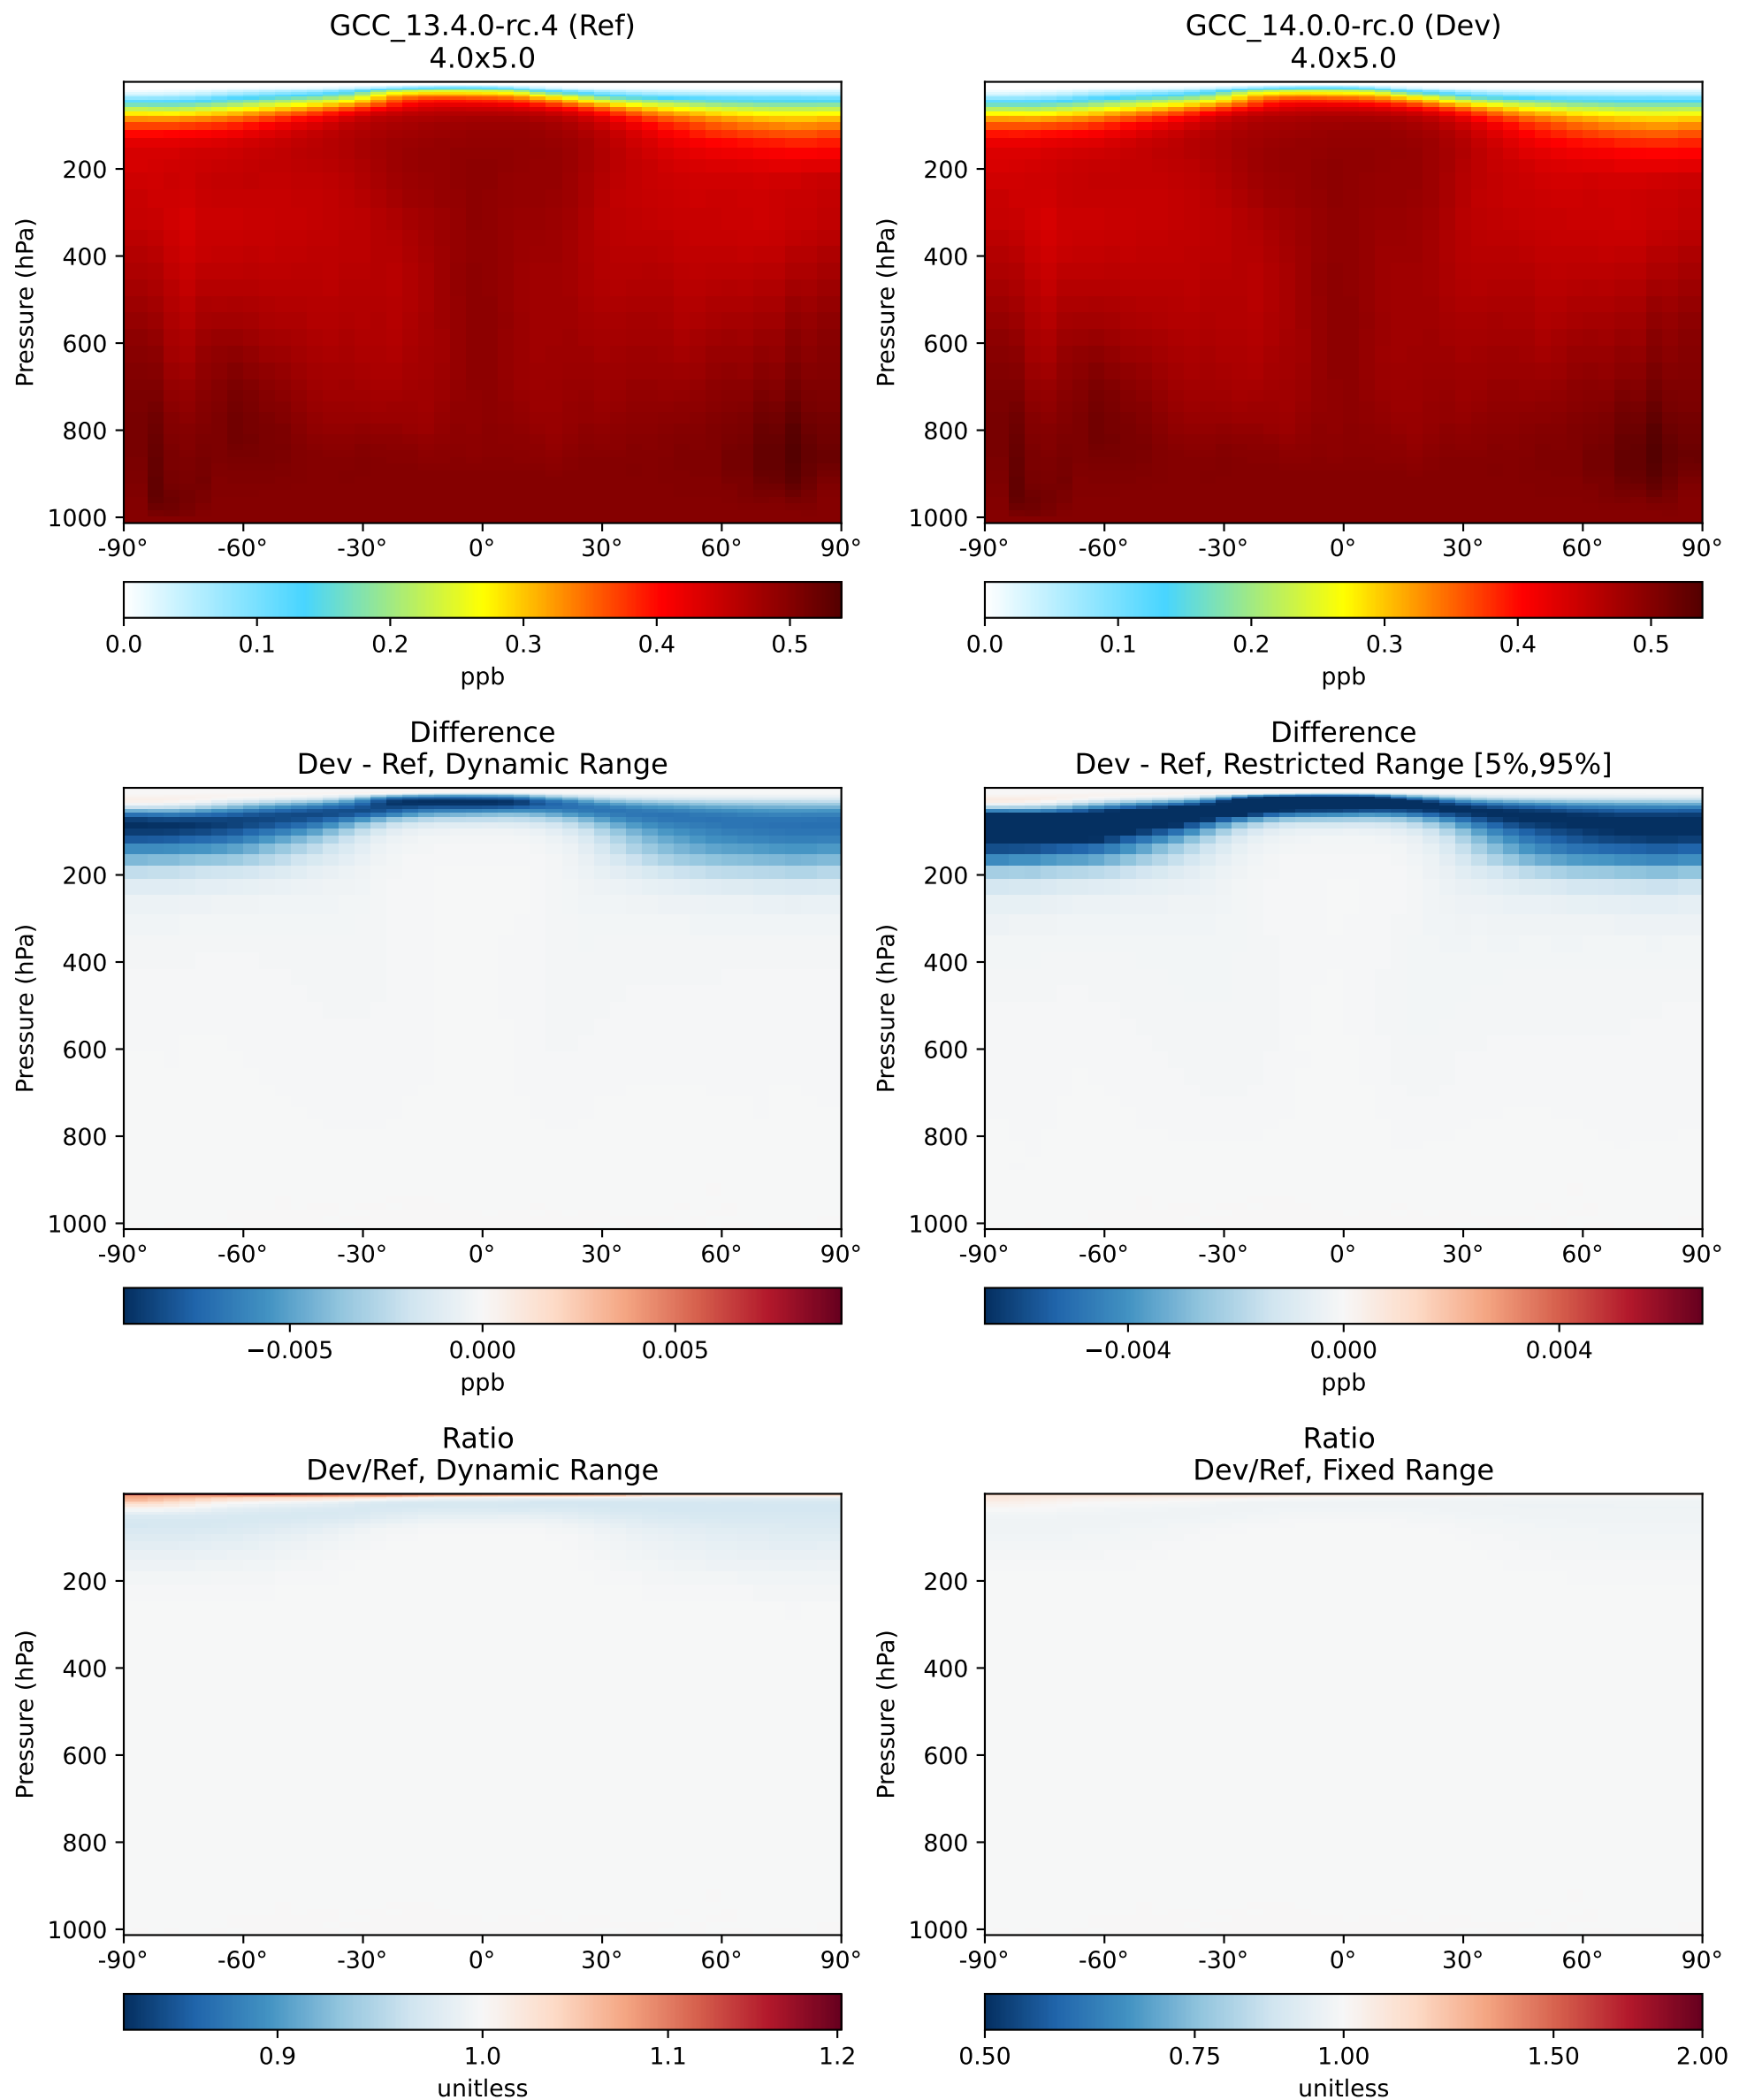 GCC_13.4.0-rc.4 (Ref)
4.0x5.0
Pressure (hPa)
200
400
600
800
1000
-90° -60° -30° 0° 30° 60° 90°
0.0 0.1 0.2 0.3 0.4 0.5
ppb
GCC_14.0.0-rc.0 (Dev)
4.0x5.0
Pressure (hPa)
200
400
600
800
1000
-90° -60° -30° 0° 30° 60° 90°
0.0 0.1 0.2 0.3 0.4 0.5
ppb
Difference
Dev - Ref, Dynamic Range
Pressure (hPa)
200
400
600
800
1000
-90° -60° -30° 0° 30° 60° 90°
−0.005 0.000 0.005
ppb
Difference
Dev - Ref, Restricted Range [5%,95%]
Pressure (hPa)
200
400
600
800
1000
-90° -60° -30° 0° 30° 60° 90°
−0.004 0.000 0.004
ppb
Ratio
Dev/Ref, Dynamic Range
Pressure (hPa)
200
400
600
800
1000
-90° -60° -30° 0° 30° 60° 90°
0.9 1.0 1.1 1.2
unitless
Ratio
Dev/Ref, Fixed Range
Pressure (hPa)
200
400
600
800
1000
-90° -60° -30° 0° 30° 60° 90°
0.50 0.75 1.00 1.50 2.00
unitless